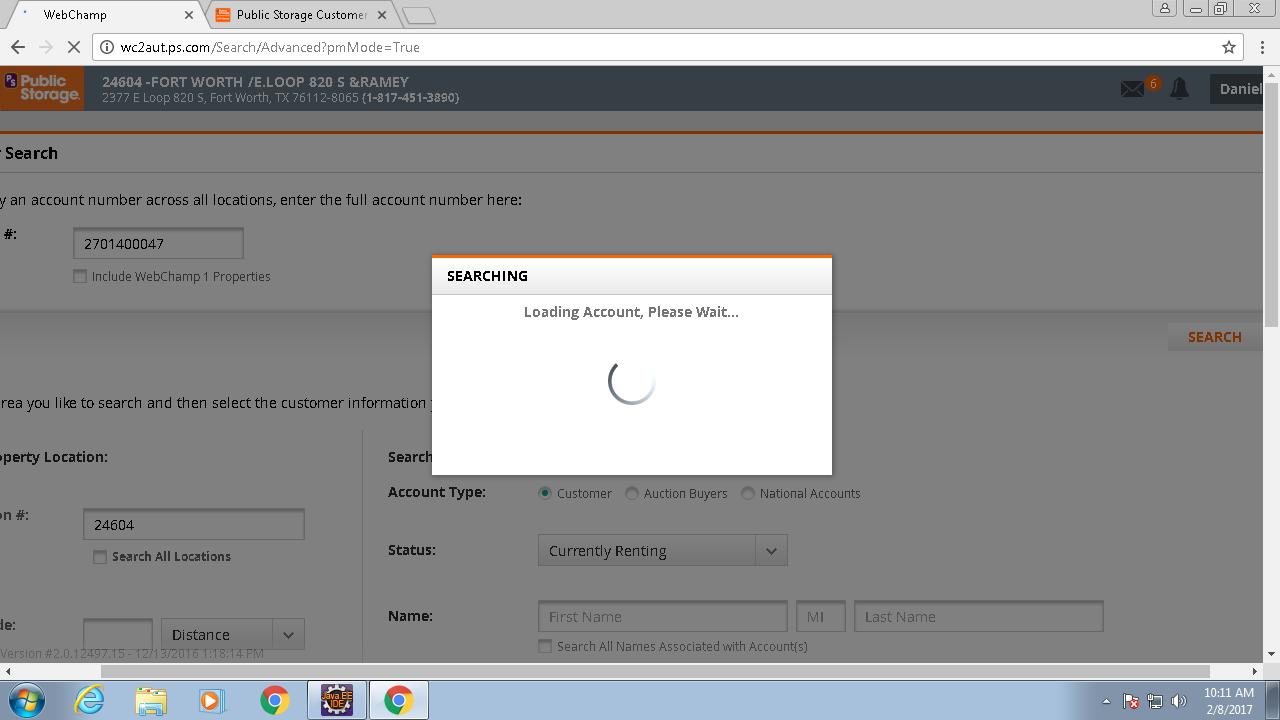 WebChamp
Public Storage Customer
wc2aut.ps.com/Search/Advanced?pmMode=True
PS Public Storage.
24604 -FORT WORTH /E.LOOP 820 S &RAMEY
2377 E Loop 820 S, Fort Worth, TX 76112-8065 (1-817-451-3890)
6
Daniel
Search
y an account number across all locations, enter the full account number here:
#:
2701400047
Include WebChamp 1 Properties
SEARCHING
Loading Account, Please Wait...
SEARCH
rea you like to search and then select the customer information
operty Location:
Search
Account Type:
Customer
Auction Buyers
National Accounts
on #:
24604
Search All Locations
Status:
Currently Renting
Name:
First Name
MI
Last Name
Search All Names Associated with Account(s)
de:
Distance
Version #2.0.12497.15 - 12/13/2016 1:18:14 PM
Java EE
IDE
10:11 AM
2/8/2017